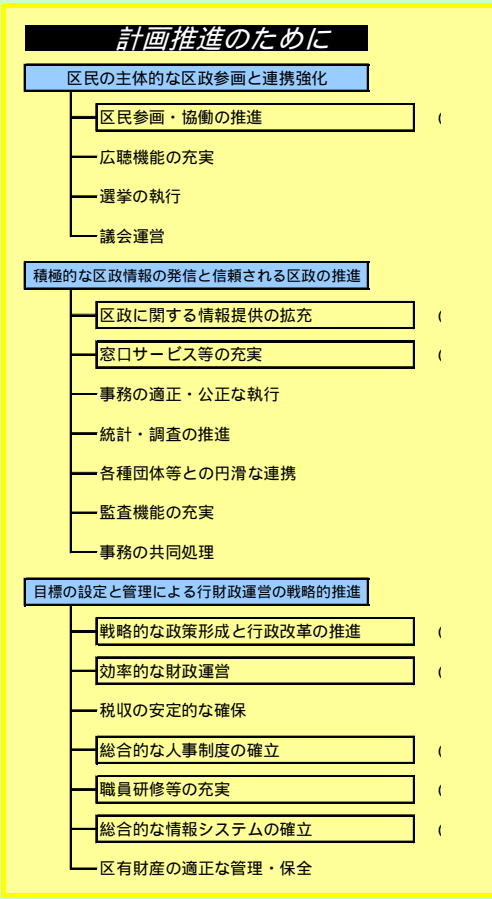 計画推進のために
区民の主体的な区政参画と連携強化
区民参画・協働の推進
広聴機能の充実
選挙の執行
議会運営
積極的な区政情報の発信と信頼される区政の推進
区政に関する情報提供の拡充
窓口サービス等の充実
事務の適正・公正な執行
統計・調査の推進
各種団体等との円滑な連携
監査機能の充実
事務の共同処理
目標の設定と管理による行財政運営の戦略的推進
戦略的な政策形成と行政改革の推進
効率的な財政運営
税収の安定的な確保
総合的な人事制度の確立
職員研修等の充実
総合的な情報システムの確立
区有財産の適正な管理・保全